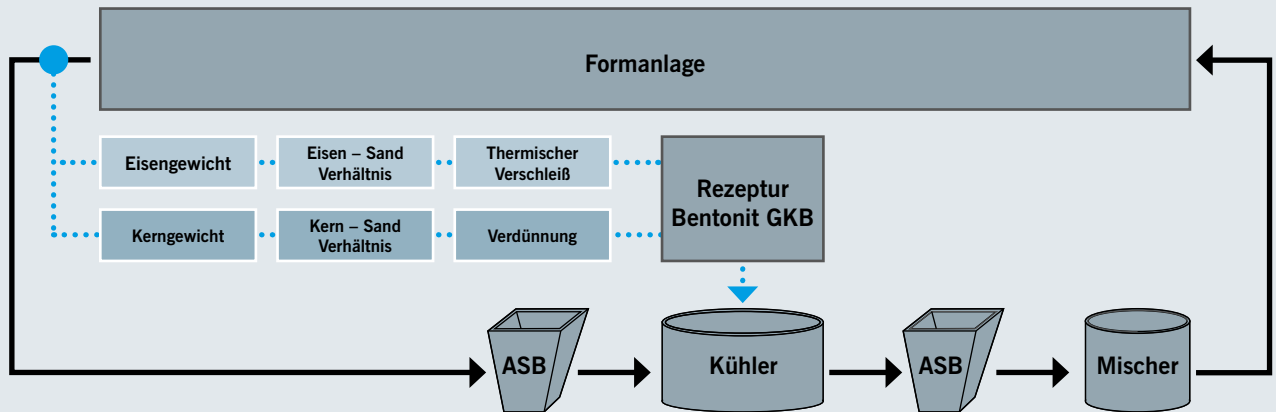 Formanlage
Eisengewicht
Eisen – Sand
Verhältnis
Thermischer
Verschleiß
Kerngewicht
Kern – Sand
Verhältnis
Verdünnung
Rezeptur
Bentonit GKB
ASB
Kühler
ASB
Mischer